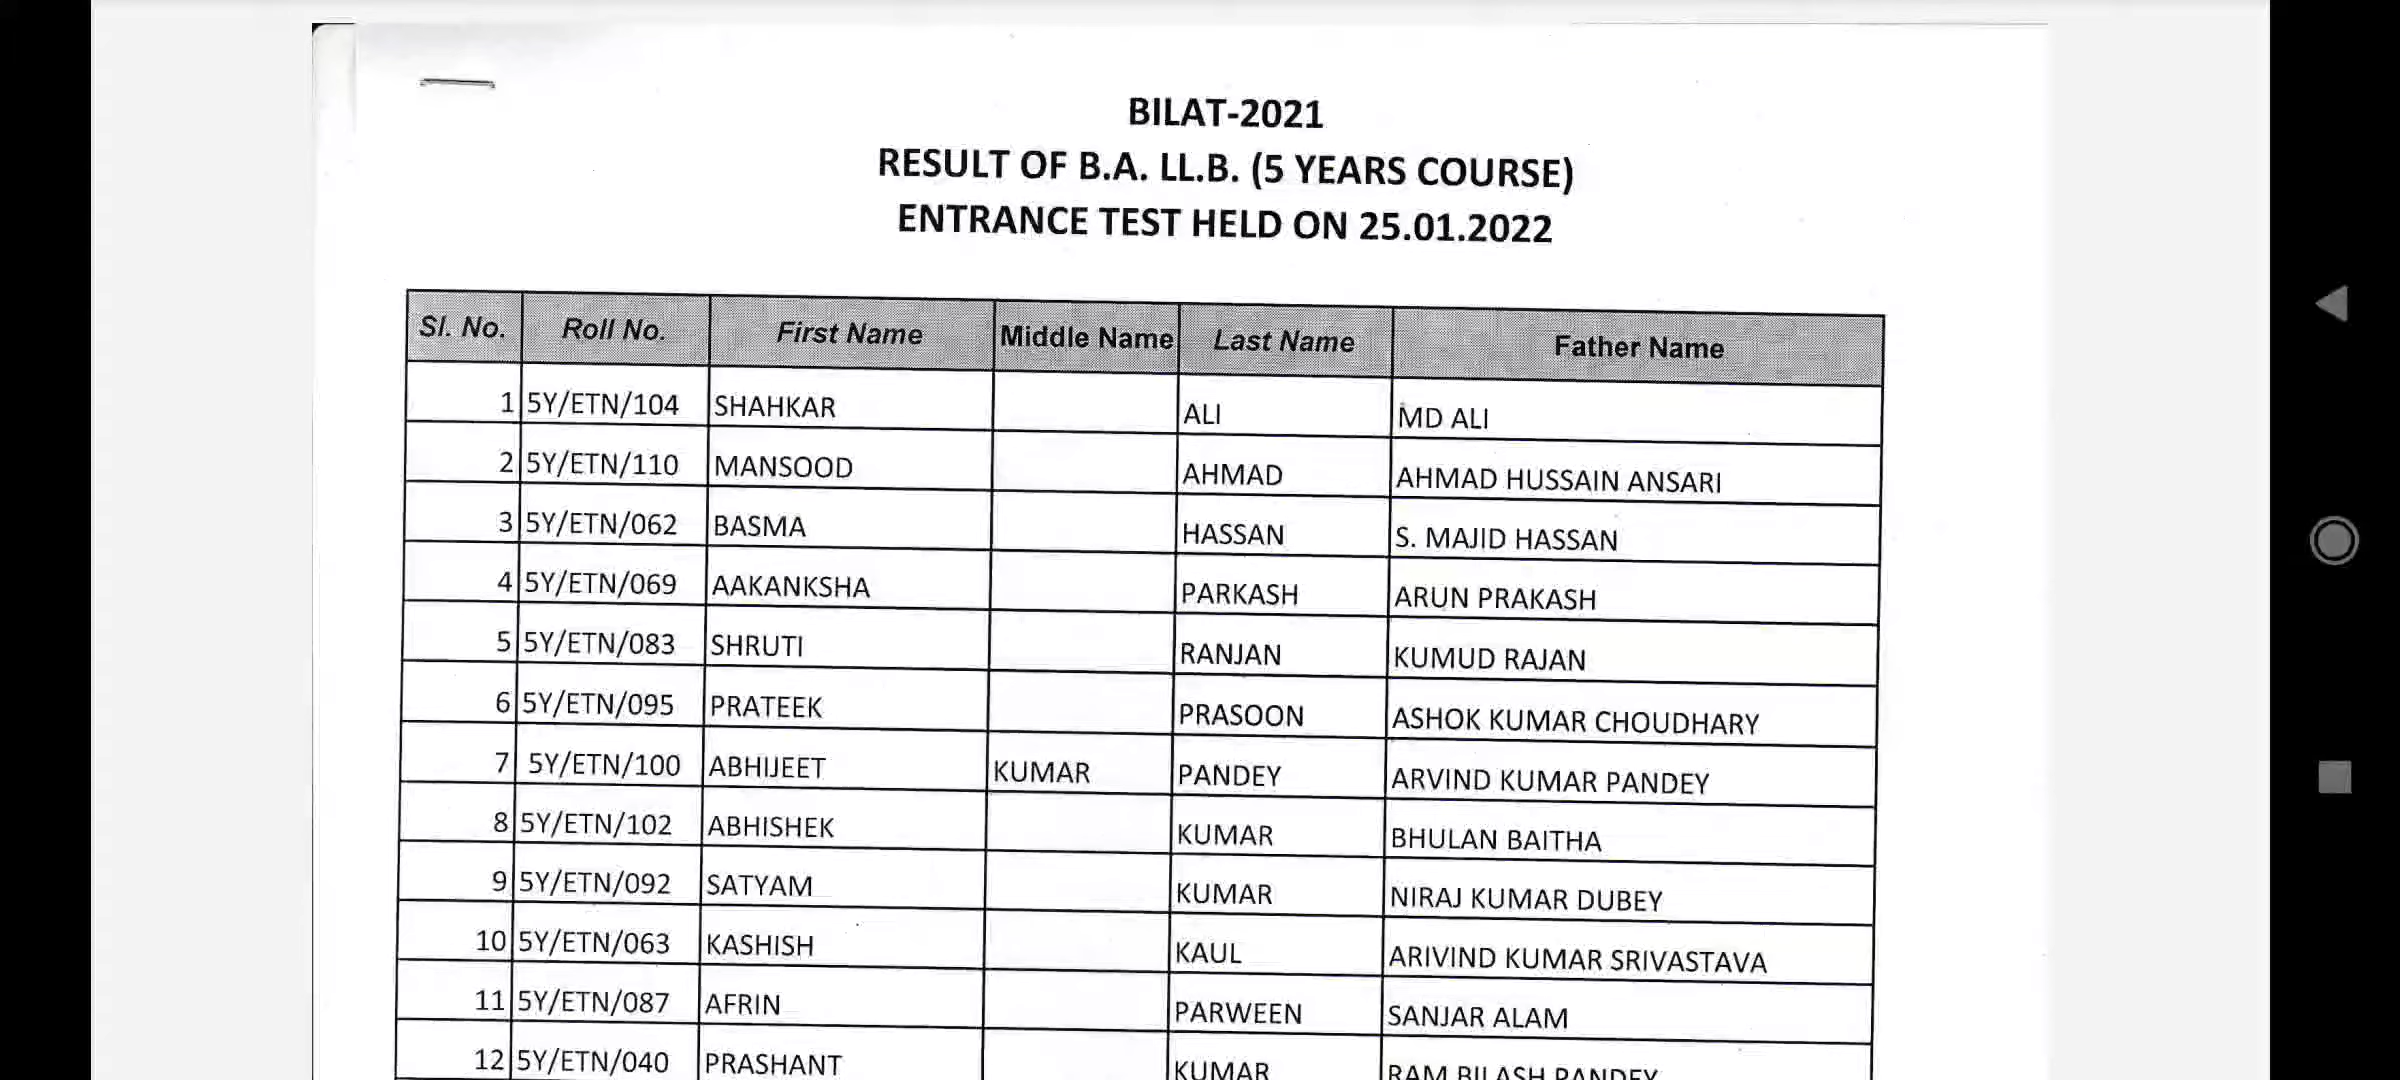 BILAT-2021
RESULT OF B.A. LL.B. (5 YEARS COURSE)
ENTRANCE TEST HELD ON 25.01.2022
Sl. No. Roll No. First Name Middle Name Last Name Father Name
1 5Y/ETN/104 SHAHKAR ALI MD ALI
2 5Y/ETN/110 MANSOOD AHMAD AHMAD HUSSAIN ANSARI
3 5Y/ETN/062 BASMA HASSAN S. MAJID HASSAN
4 5Y/ETN/069 AAKANKSHA PARKASH ARUN PRAKASH
5 5Y/ETN/083 SHRUTI RANJAN KUMUD RAJAN
6 5Y/ETN/095 PRATEEK PRASOON ASHOK KUMAR CHOUDHARY
7 5Y/ETN/100 ABHIJEET KUMAR PANDEY ARVIND KUMAR PANDEY
8 5Y/ETN/102 ABHISHEK KUMAR BHULAN BAITHA
9 5Y/ETN/092 SATYAM KUMAR NIRAJ KUMAR DUBEY
10 5Y/ETN/063 KASHISH KAUL ARIVIND KUMAR SRIVASTAVA
11 5Y/ETN/087 AFRIN PARWEEN SANJAR ALAM
12 5Y/ETN/040 PRASHANT KUMAR RAM BILASH PANDEY